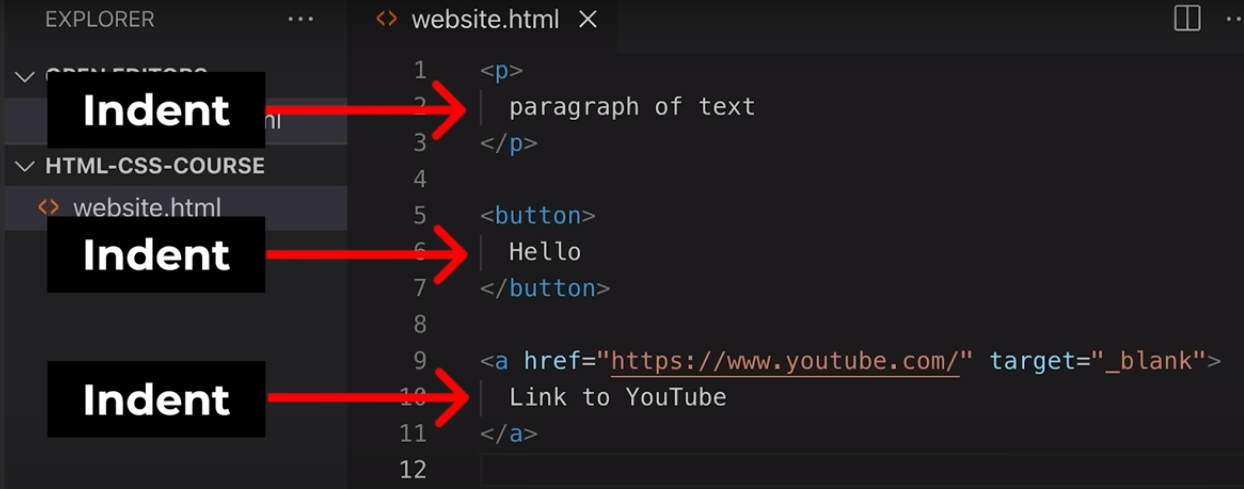 EXPLORER ...
OPEN EDITORS
Indent
HTML-CSS-COURSE
website.html
Indent
Indent
website.html
1 <p>
2 paragraph of text
3 </p>
4
5 <button>
6 Hello
7 </button>
8
9 <a href="https://www.youtube.com/" target="_blank">
10 Link to YouTube
11 </a>
12